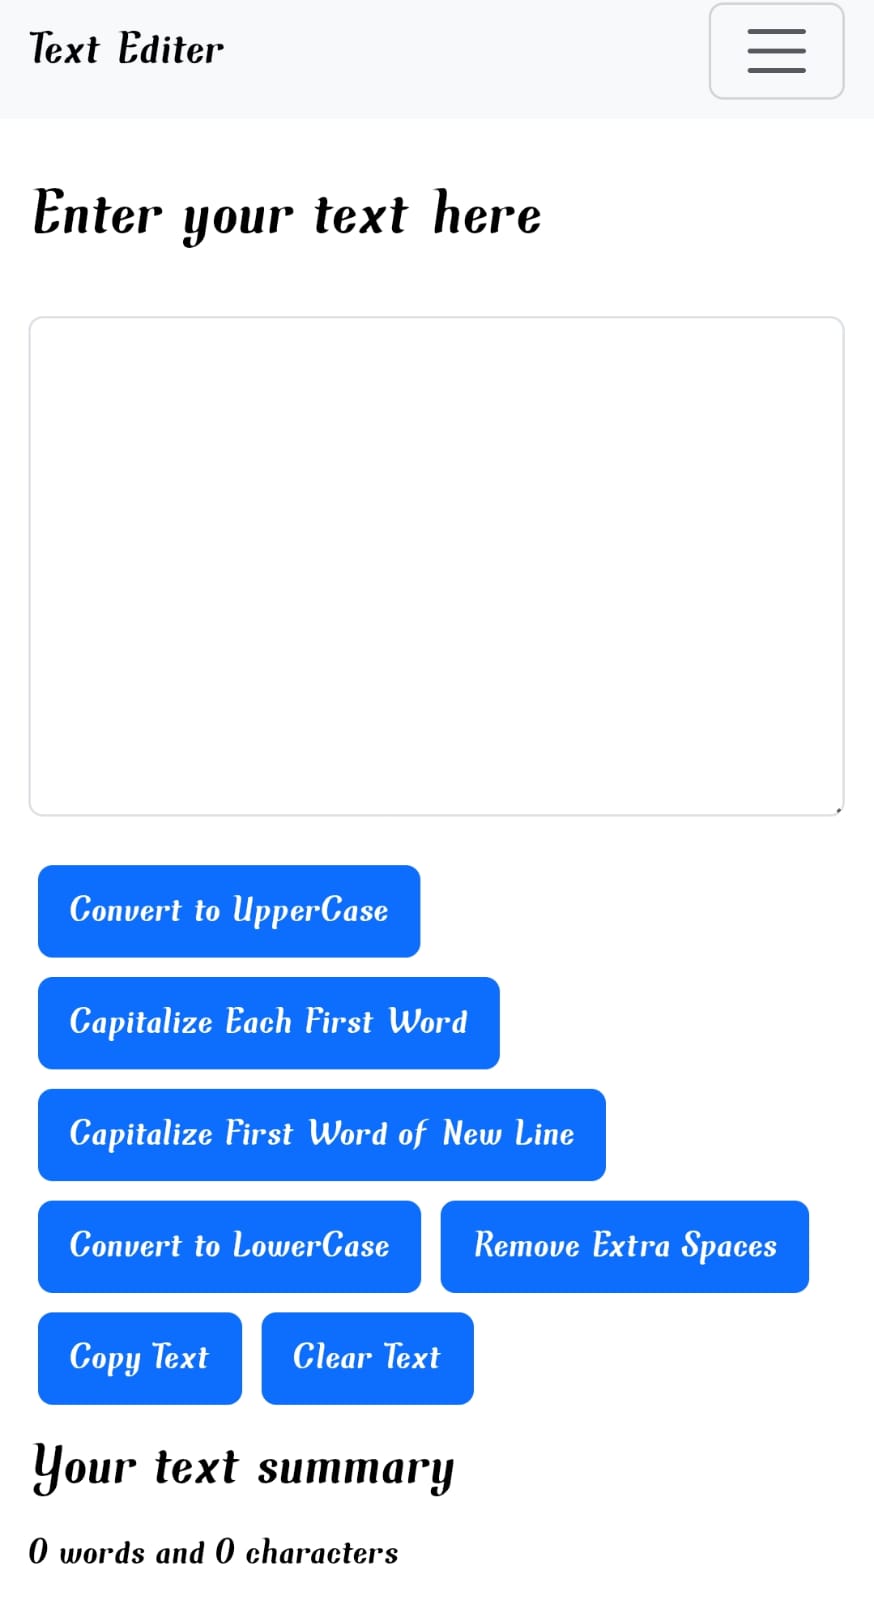 Text Editer
Enter your text here
Convert to UpperCase
Capitalize Each First Word
Capitalize First Word of New Line
Convert to LowerCase Remove Extra Spaces
Copy Text Clear Text
Your text summary
0 words and 0 characters